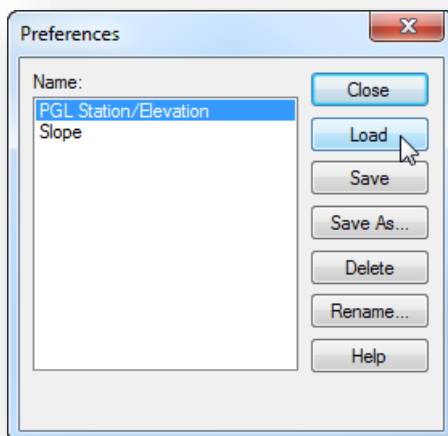 Preferences
Name:
PGL Station/Elevation
Slope
Close
Load
Save
Save As...
Delete
Rename...
Help